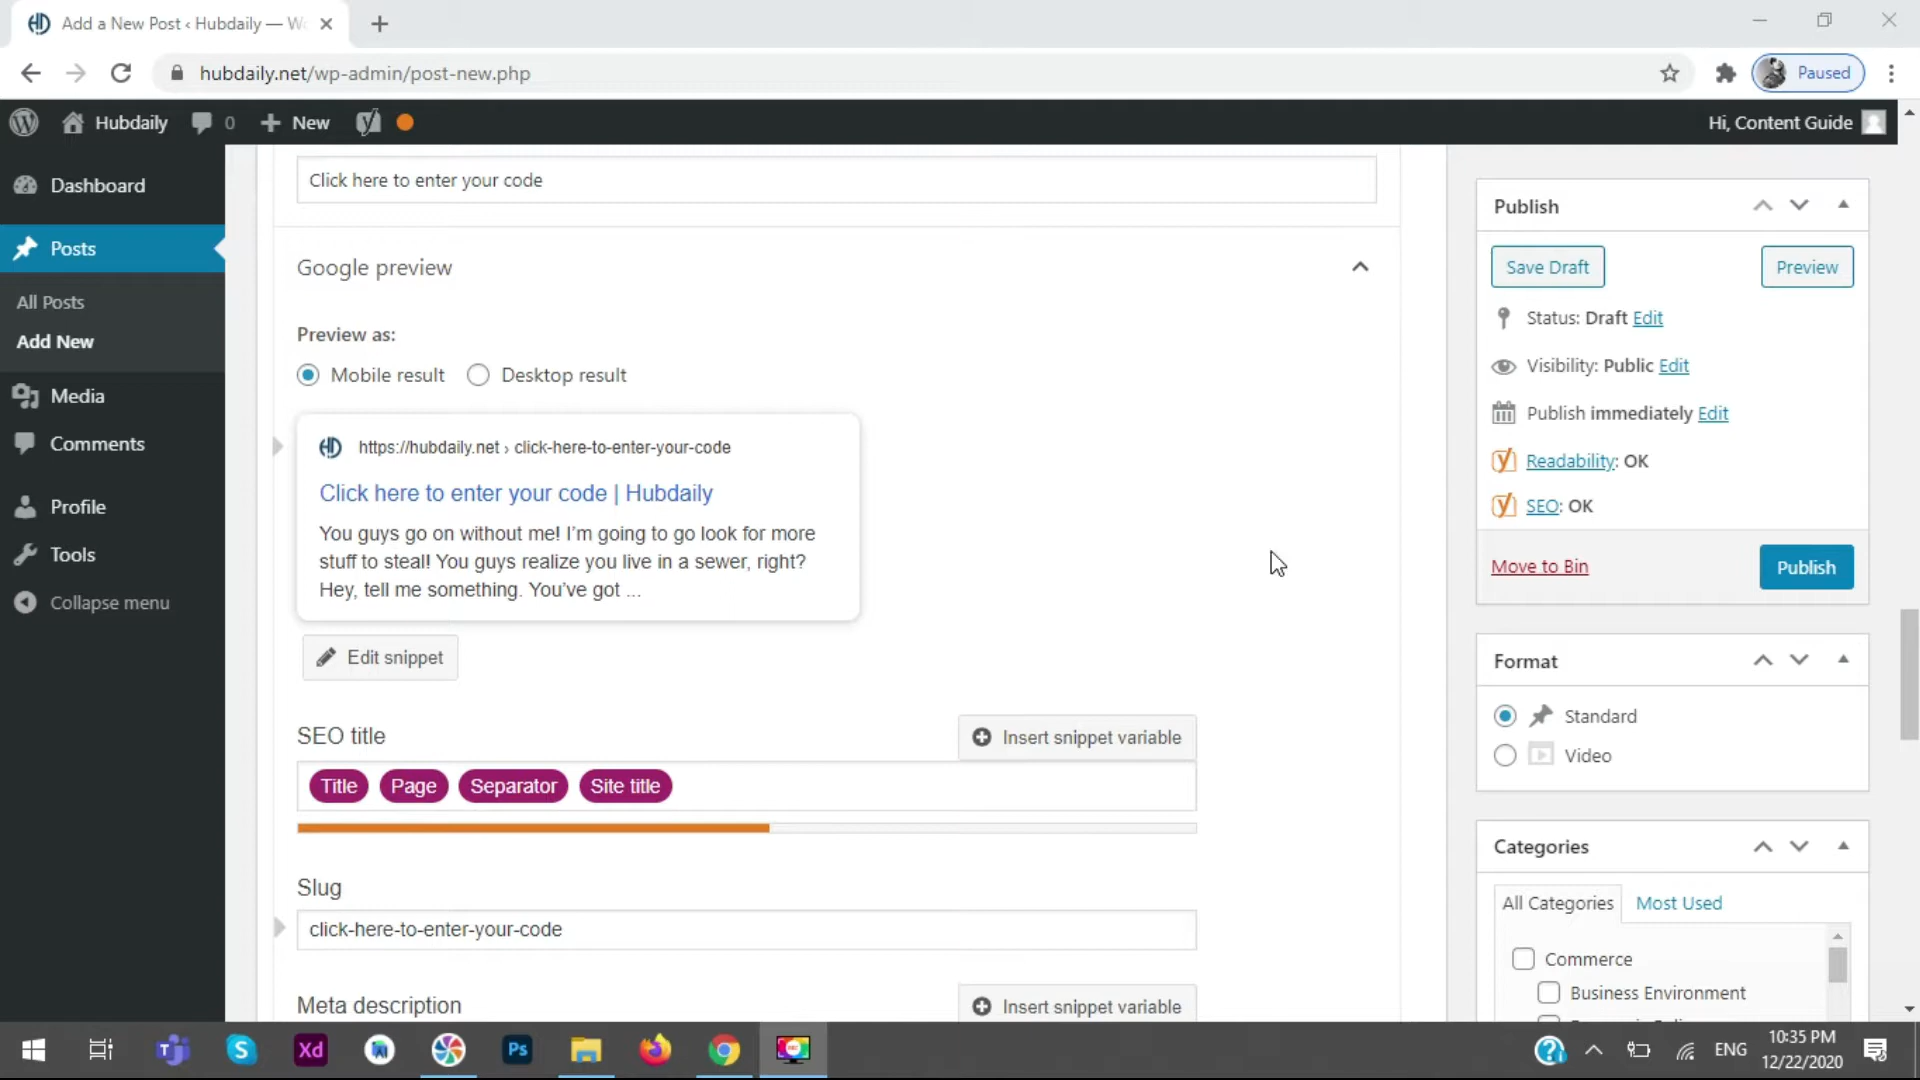 Add a New Post ‹ Hubdaily — Wo
hubdaily.net/wp-admin/post-new.php
Paused
Hubdaily
0
New
Hi, Content Guide
Dashboard
Posts
All Posts
Add New
Media
Comments
Profile
Tools
Collapse menu
Click here to enter your code
Google preview
Preview as:
Mobile result
Desktop result
https://hubdaily.net › click-here-to-enter-your-code
Click here to enter your code | Hubdaily
You guys go on without me! I’m going to go look for more
stuff to steal! You guys realize you live in a sewer, right?
Hey, tell me something. You’ve got ...
Edit snippet
SEO title
Insert snippet variable
Title Page Separator Site title
Slug
click-here-to-enter-your-code
Meta description
Insert snippet variable
Publish
Save Draft
Preview
Status: Draft Edit
Visibility: Public Edit
Publish immediately Edit
Readability: OK
SEO: OK
Move to Bin
Publish
Format
Standard
Video
Categories
All Categories
Most Used
Commerce
Business Environment
Xd
Ps
ENG
10:35 PM
12/22/2020